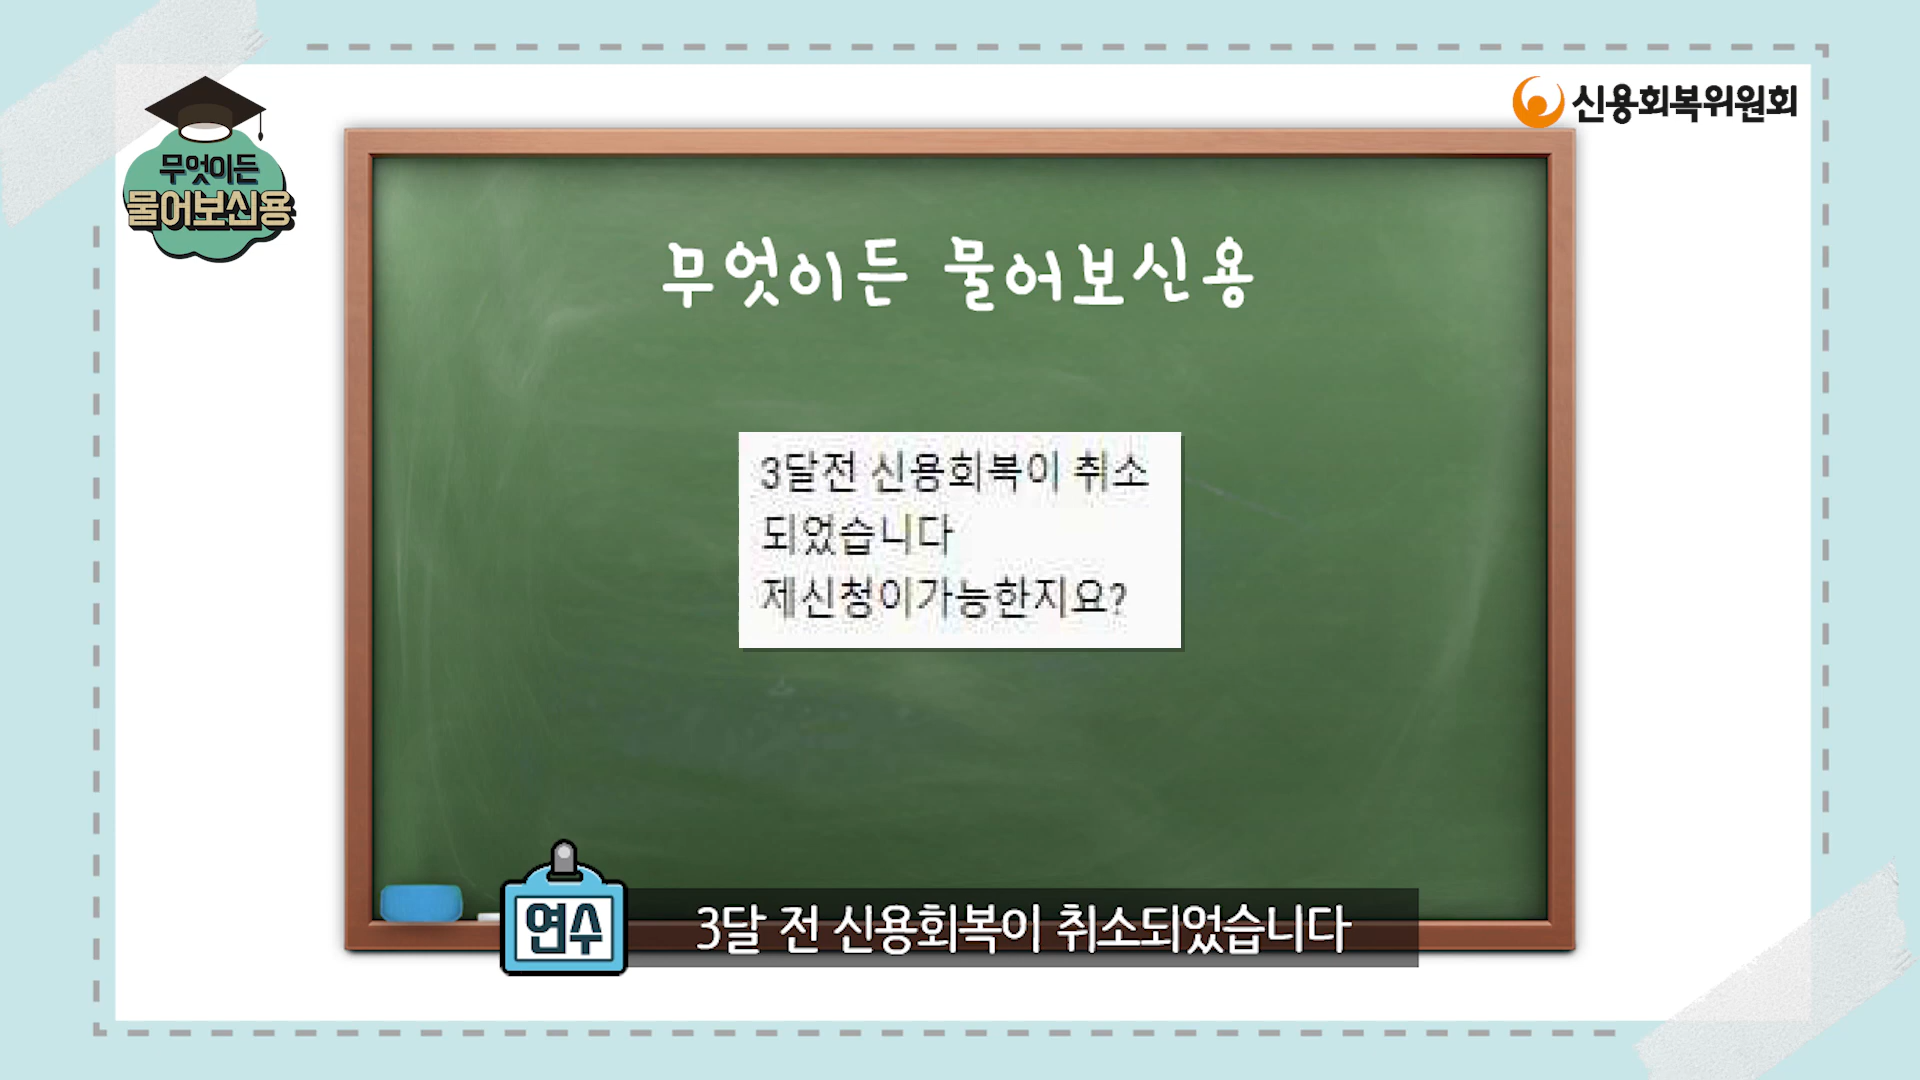 신용회복위원회
무엇이든
물어보신용
무엇이든 물어보신용
3달전 신용회복이 취소
되었습니다
제신청이가능한지요?
연수
3달 전 신용회복이 취소되었습니다